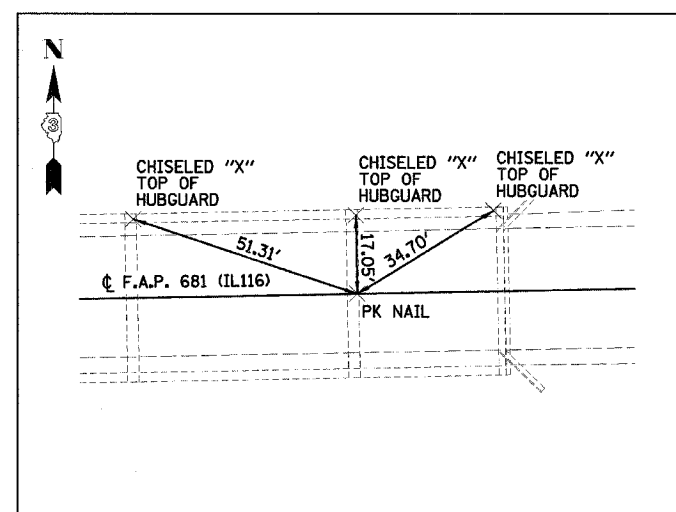 N
3
CHISELED "X"
TOP OF
HUBGUARD
CHISELED "X"
TOP OF
HUBGUARD
CHISELED "X"
TOP OF
HUBGUARD
51.31'
17.05'
34.70'
℄ F.A.P. 681 (IL116)
PK NAIL